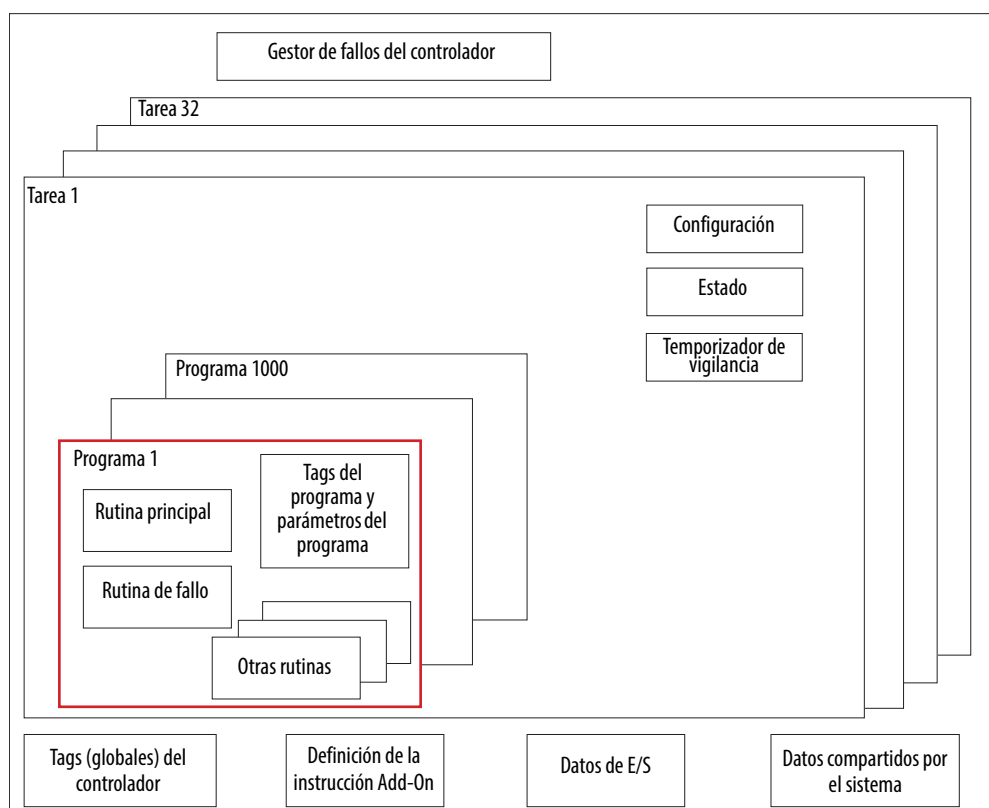 Gestor de fallos del controlador
Tarea 32
Tarea 1
Configuración
Estado
Temporizador de
vigilancia
Programa 1000
Programa 1
Tags del
programa y
parámetros del
programa
Rutina principal
Rutina de fallo
Otras rutinas
Tags (globales) del
controlador
Definición de la
instrucción Add-On
Datos de E/S
Datos compartidos por
el sistema